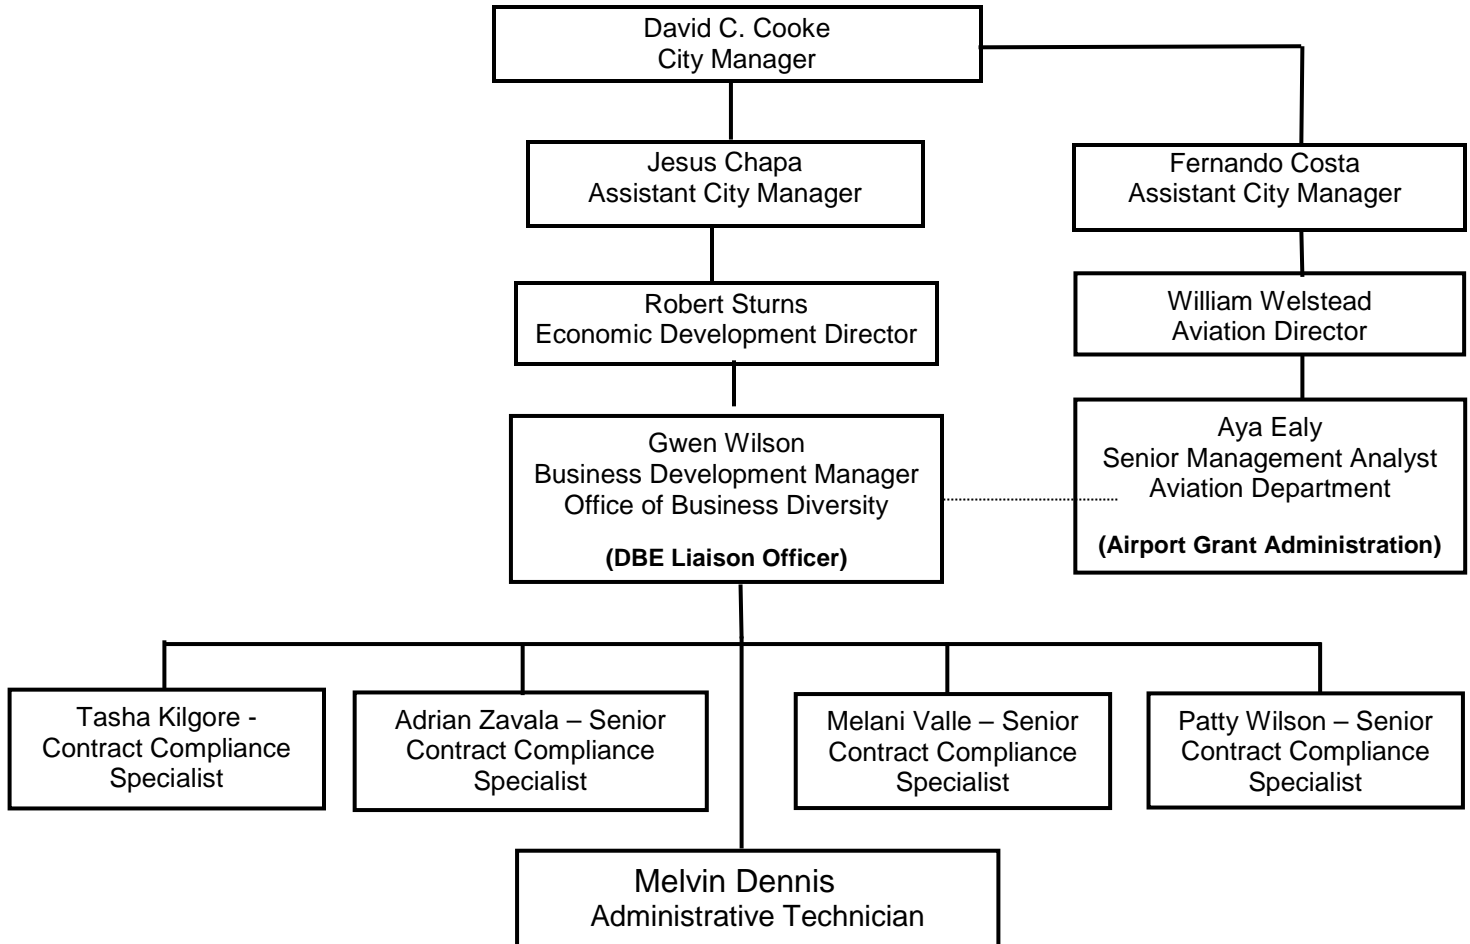 David C. Cooke
City Manager
Jesus Chapa
Assistant City Manager
Fernando Costa
Assistant City Manager
Robert Sturns
Economic Development Director
William Welstead
Aviation Director
Gwen Wilson
Business Development Manager
Office of Business Diversity
(DBE Liaison Officer)
Aya Ealy
Senior Management Analyst
Aviation Department
(Airport Grant Administration)
Tasha Kilgore -
Contract Compliance
Specialist
Adrian Zavala – Senior
Contract Compliance
Specialist
Melani Valle – Senior
Contract Compliance
Specialist
Patty Wilson – Senior
Contract Compliance
Specialist
Melvin Dennis
Administrative Technician